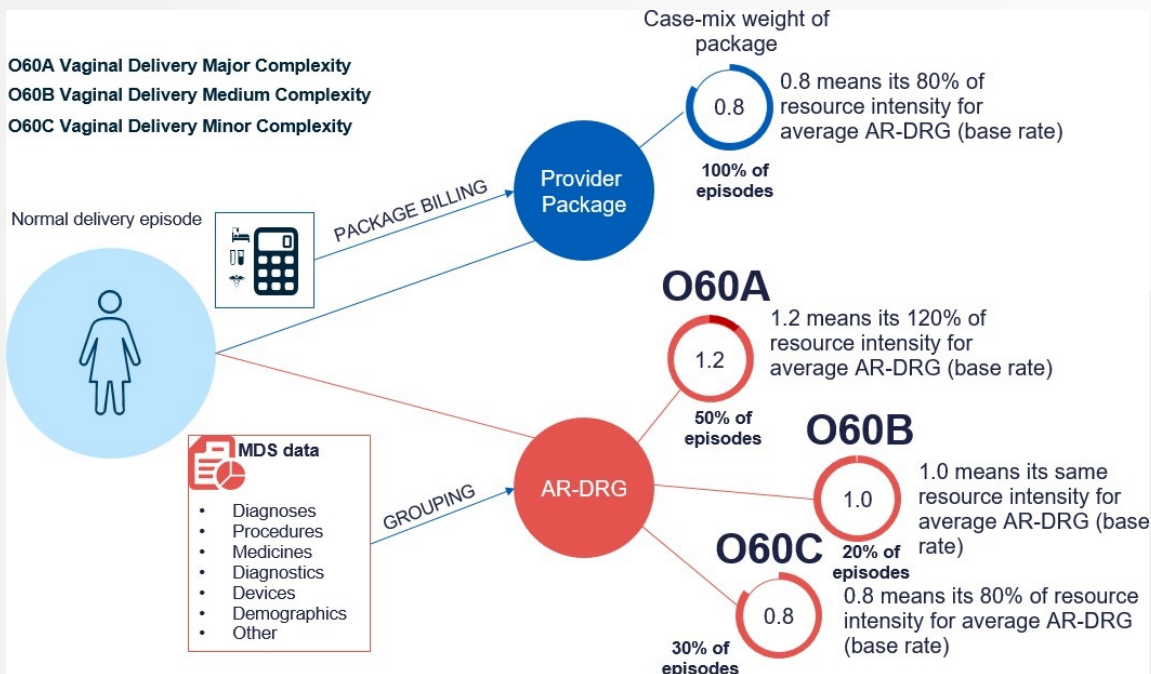 Case-mix weight of
package
O60A Vaginal Delivery Major Complexity
O60B Vaginal Delivery Medium Complexity
O60C Vaginal Delivery Minor Complexity
0.8
0.8 means its 80% of
resource intensity for
average AR-DRG (base rate)
100% of
episodes
Provider
Package
PACKAGE BILLING
Normal delivery episode
0
O60A
1.2
1.2 means its 120% of
resource intensity for
average AR-DRG (base rate)
50% of
episodes
O60B
1.0
1.0 means its same
resource intensity for
average AR-DRG (base
rate)
20% of
episodes
MDS data
• Diagnoses
• Procedures
• Medicines
• Diagnostics
• Devices
• Demographics
• Other
GROUPING
AR-DRG
O60C
0.8
0.8 means its 80% of resource
intensity for average AR-DRG
(base rate)
30% of
episodes